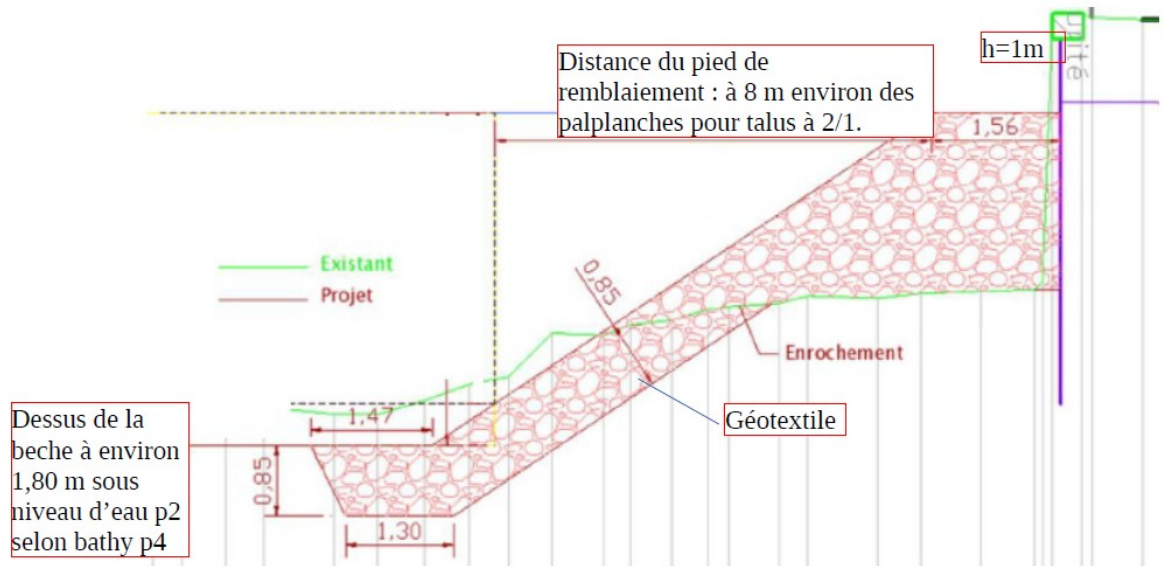 h=1m
nité
Distance du pied de
remblaiement : à 8 m environ des
palplanches pour talus à 2/1.
1,56
Existant
Projet
0,85
Enrochement
Géotextile
Dessus de la
beche à environ
1,80 m sous
niveau d’eau p2
selon bathy p4
1,47
0,85
1,30